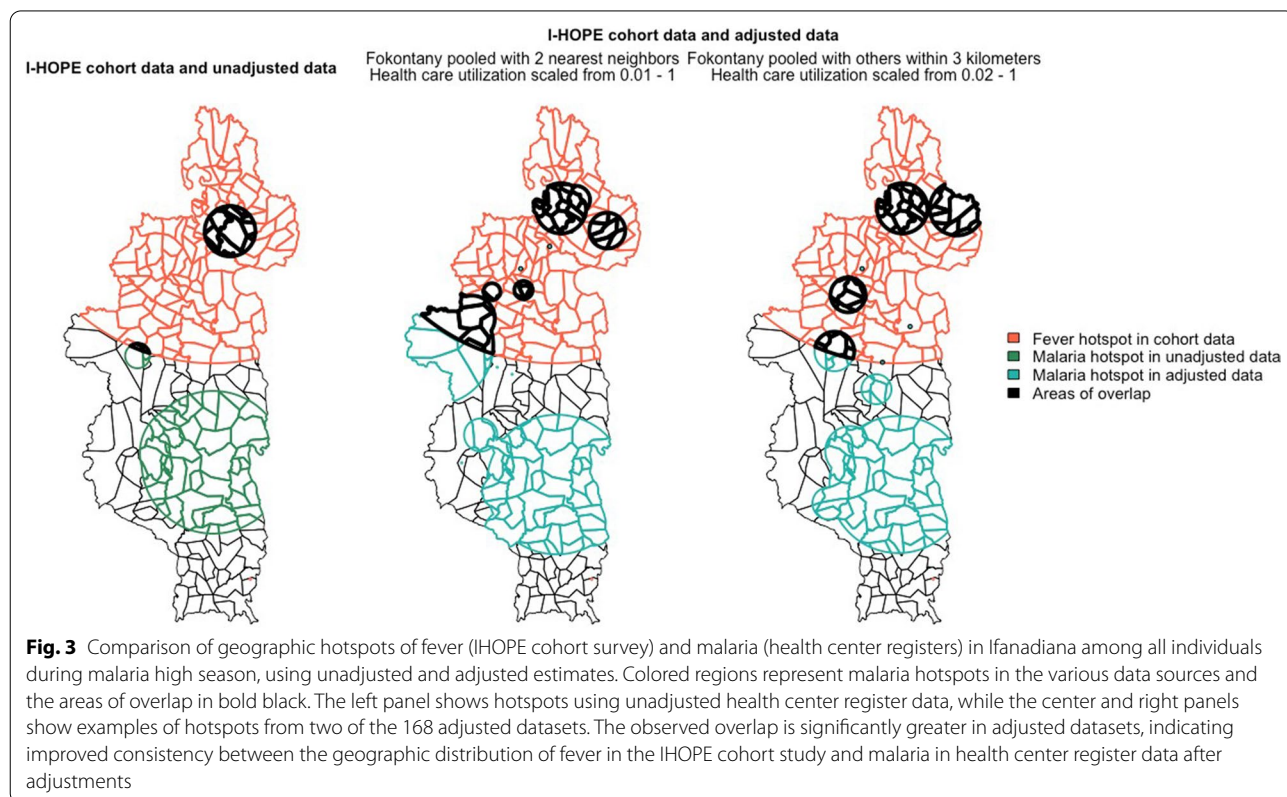 I-HOPE cohort data and adjusted data
I-HOPE cohort data and unadjusted data
Fokontany pooled with 2 nearest neighbors
Health care utilization scaled from 0.01 - 1
Fokontany pooled with others within 3 kilometers
Health care utilization scaled from 0.02 - 1
Fever hotspot in cohort data
Malaria hotspot in unadjusted data
Malaria hotspot in adjusted data
Areas of overlap
Fig. 3 Comparison of geographic hotspots of fever (IHOPE cohort survey) and malaria (health center registers) in Ifanadiana among all individuals
during malaria high season, using unadjusted and adjusted estimates. Colored regions represent malaria hotspots in the various data sources and
the areas of overlap in bold black. The left panel shows hotspots using unadjusted health center register data, while the center and right panels
show examples of hotspots from two of the 168 adjusted datasets. The observed overlap is significantly greater in adjusted datasets, indicating
improved consistency between the geographic distribution of fever in the IHOPE cohort study and malaria in health center register data after
adjustments